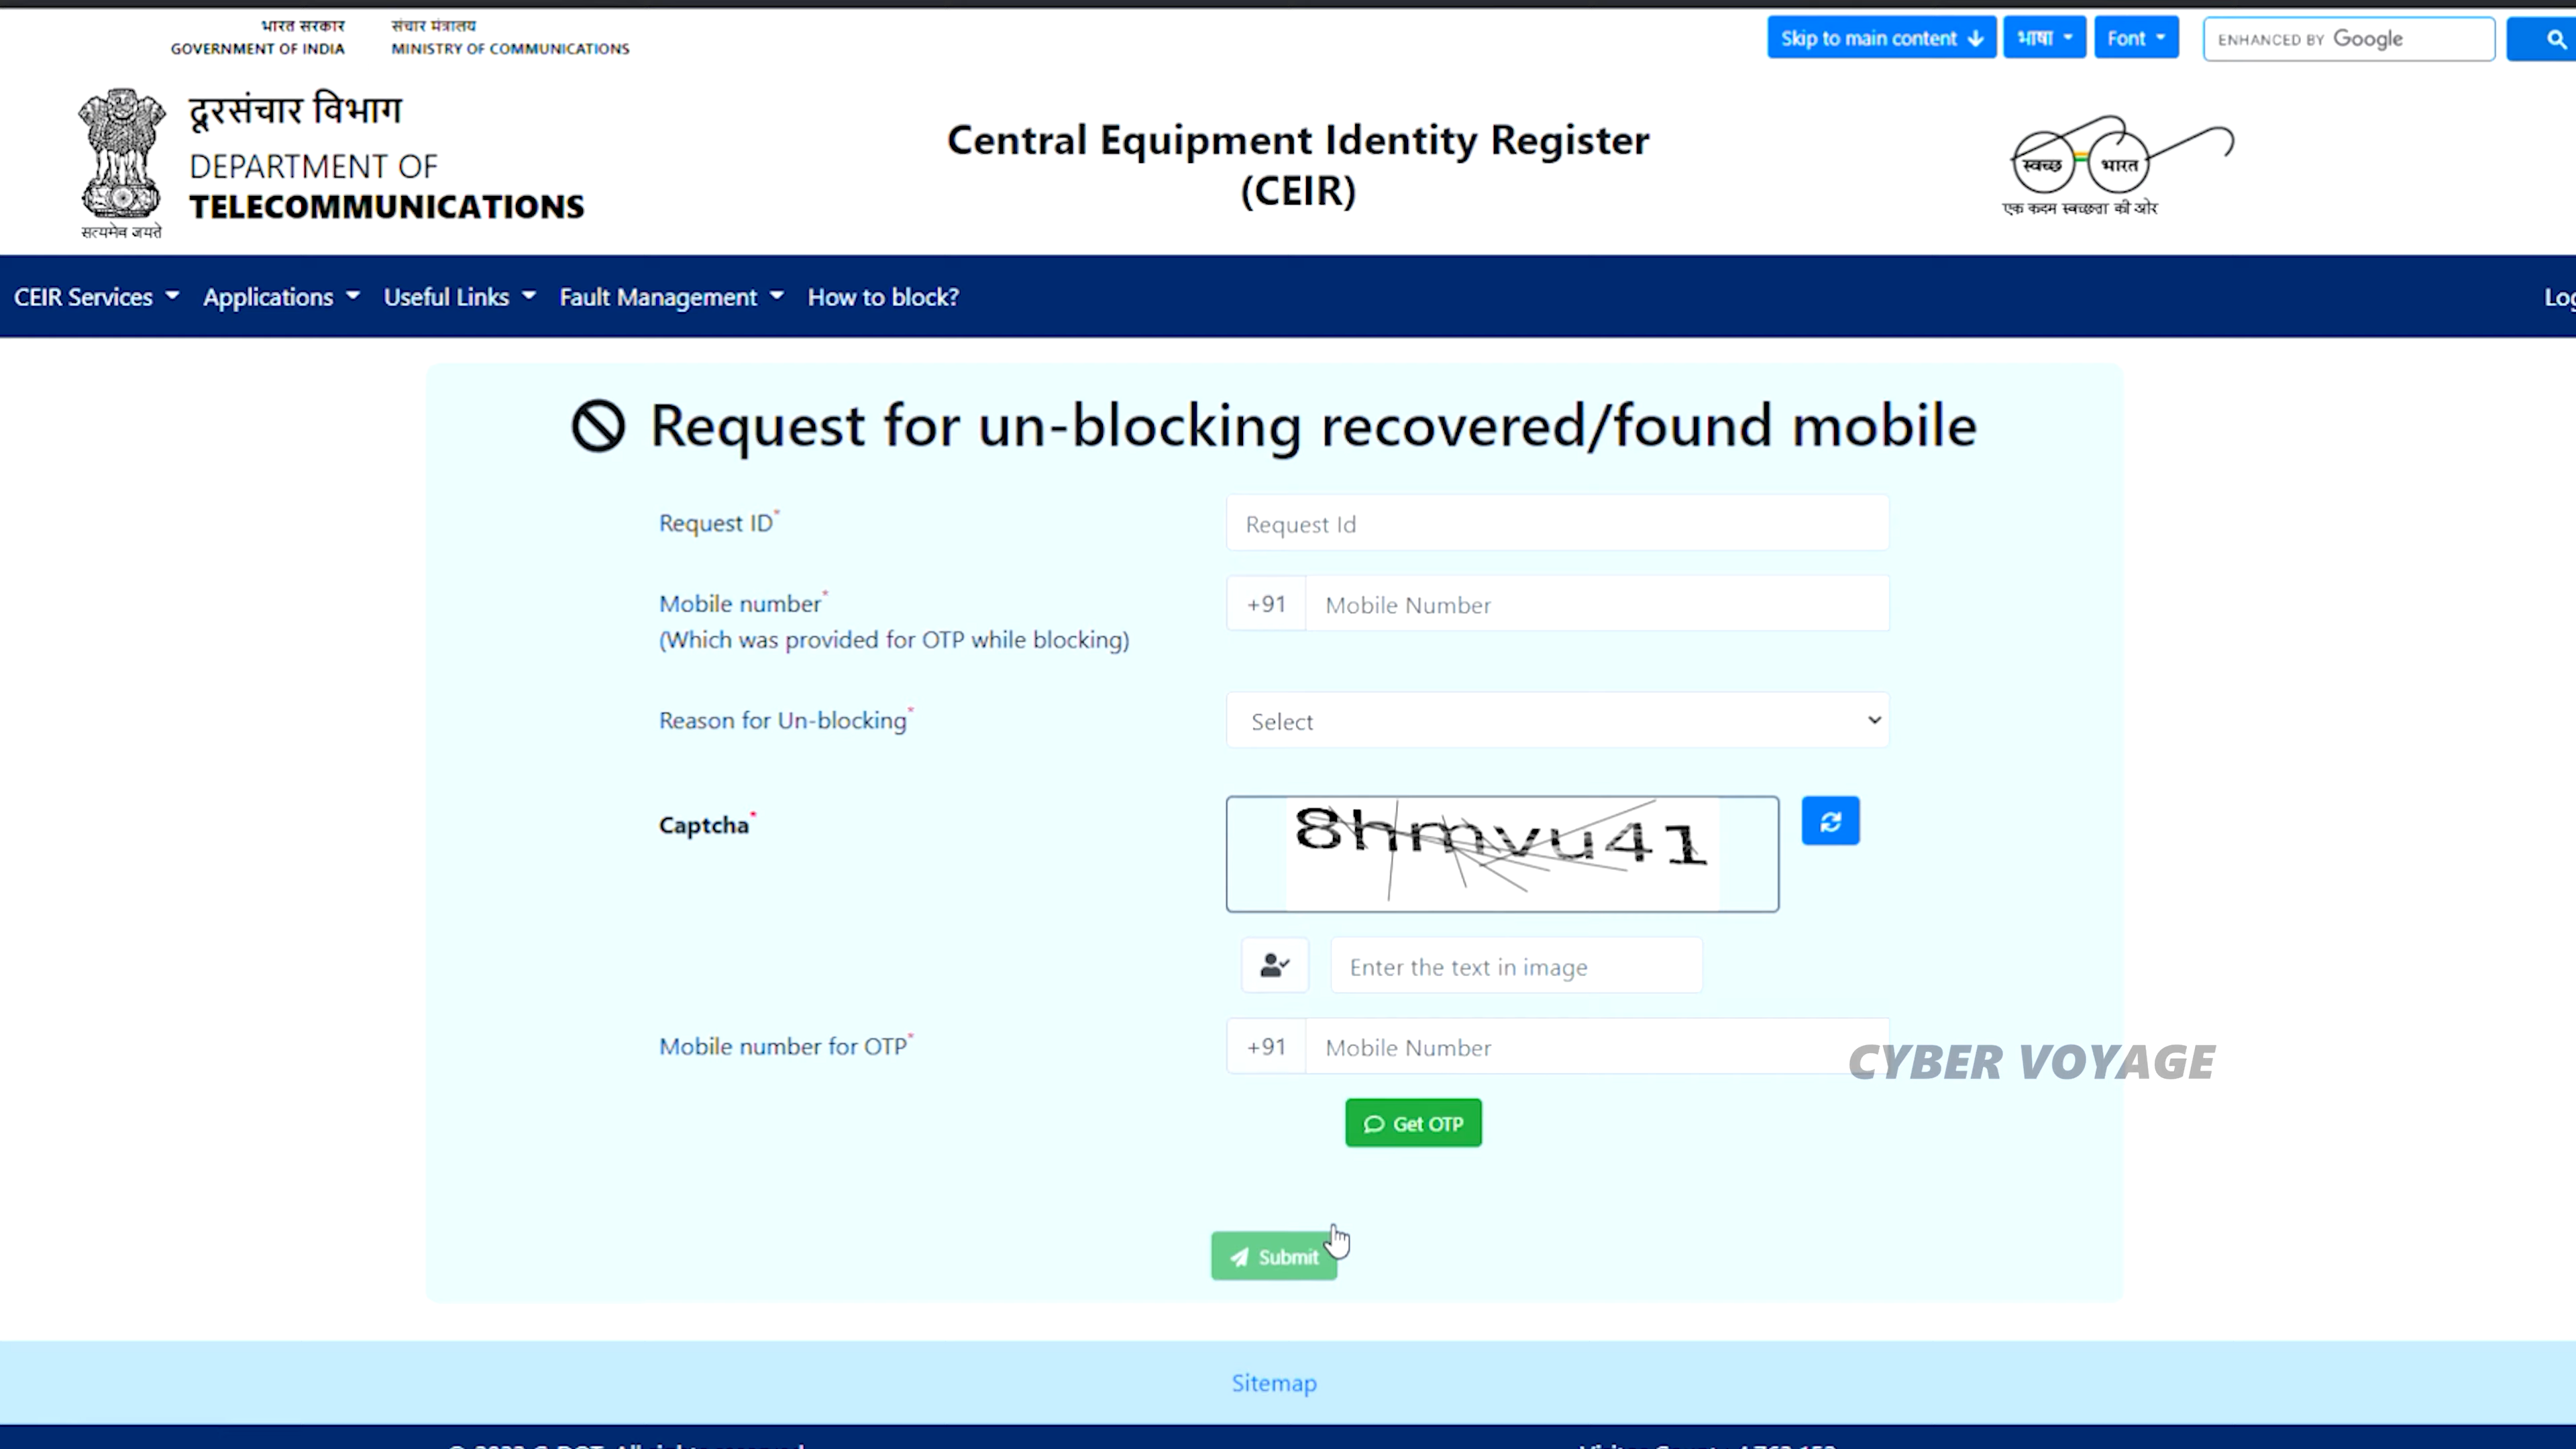 भारत सरकार
GOVERNMENT OF INDIA
संचार मंत्रालय
MINISTRY OF COMMUNICATIONS
Skip to main content
भाषा
Font
ENHANCED BY Google
दूरसंचार विभाग
DEPARTMENT OF
TELECOMMUNICATIONS
सत्यमेव जयते
Central Equipment Identity Register
(CEIR)
स्वच्छ भारत
एक कदम स्वच्छता की ओर
CEIR Services
Applications
Useful Links
Fault Management
How to block?
Request for un-blocking recovered/found mobile
Request ID*
Request Id
Mobile number*
(Which was provided for OTP while blocking)
+91
Mobile Number
Reason for Un-blocking*
Select
Captcha*
8hmvu41
Enter the text in image
Mobile number for OTP*
+91
Mobile Number
CYBER VOYAGE
Get OTP
Submit
Sitemap